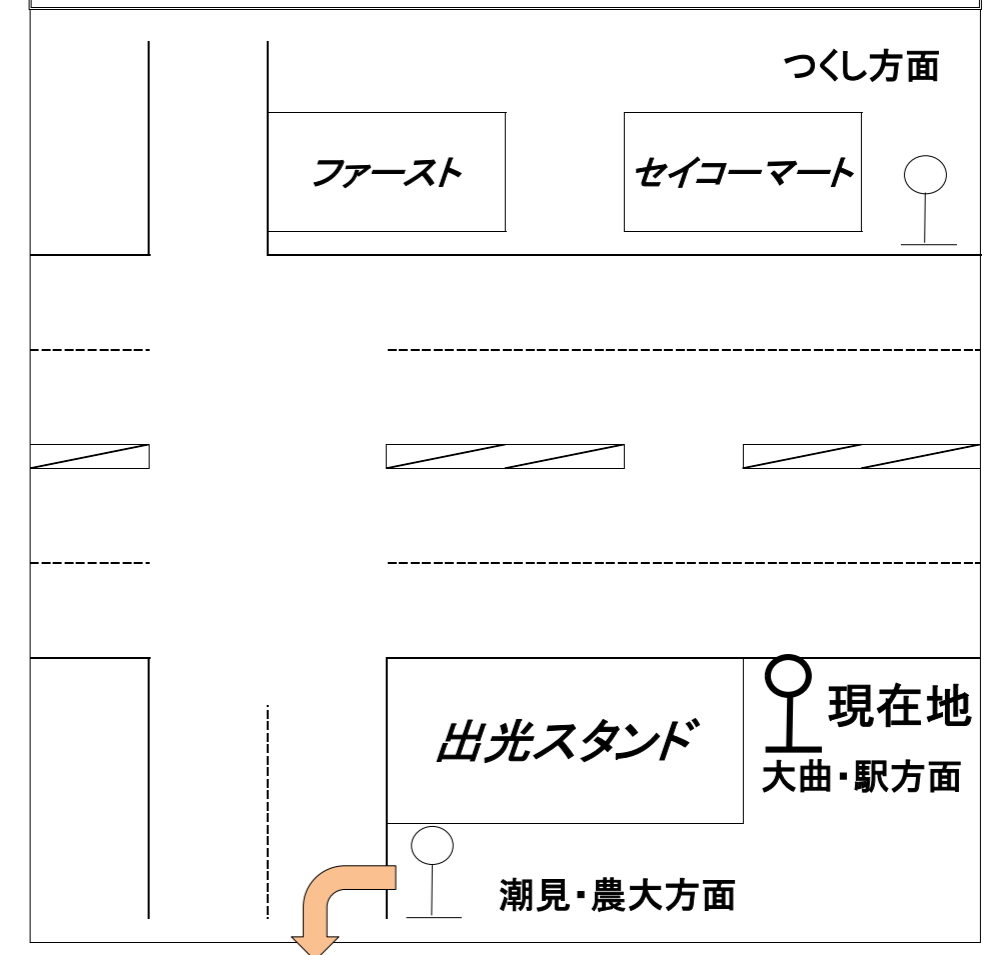 つくし方面
ファースト
セイコーマート
出光スタンド
現在地
大曲・駅方面
潮見・農大方面